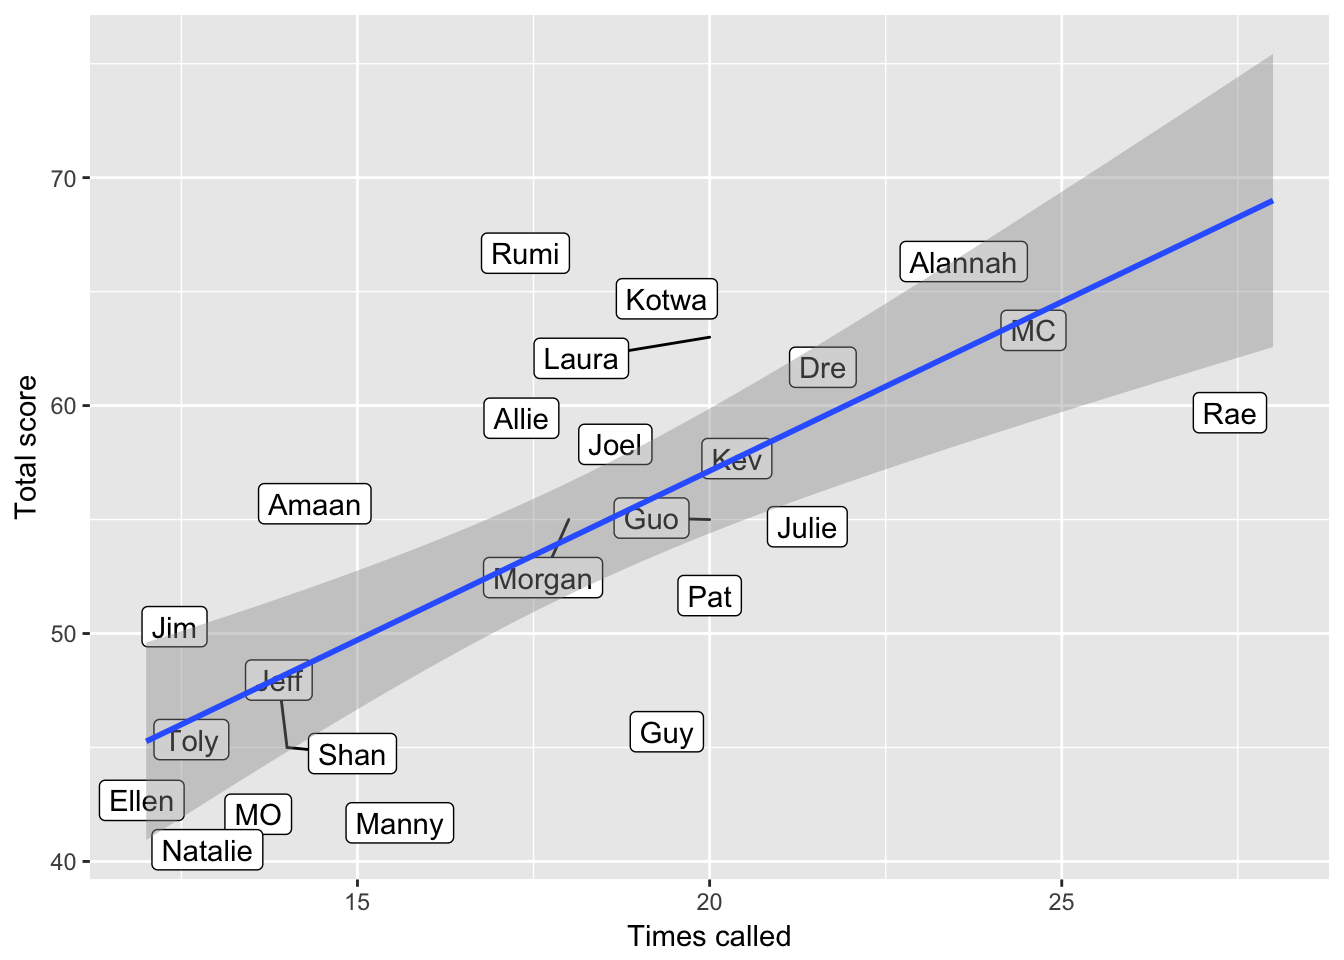 70
Rumi
Alannah
Kotwa
MC
Laura
Dre
60
Allie
Rae
Joel
Kev
Amaan
Guo
Julie
Morgan
Pat
Jim
50
Jeff
Toly
Guy
Shan
Ellen
MO
Manny
Natalie
40
15
20
25
Times called
Total score